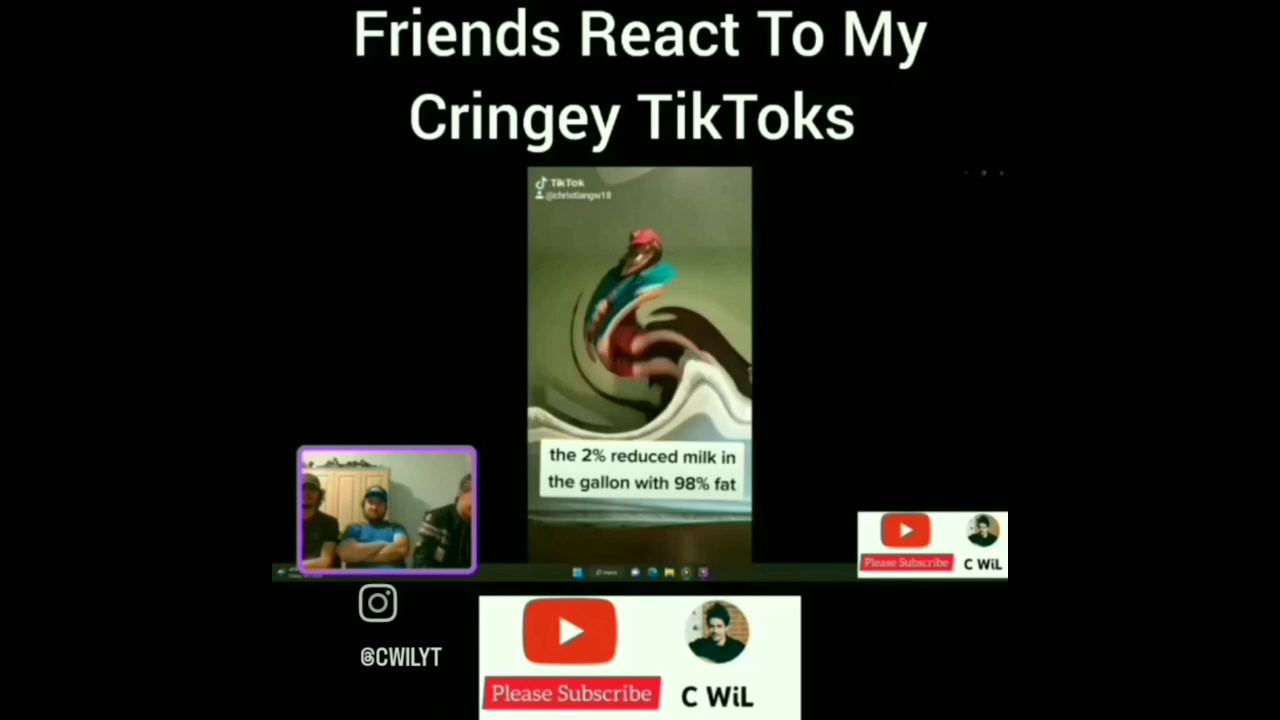 Friends React To My
Cringey TikToks
TikTok
@christiangw18
the 2% reduced milk in
the gallon with 98% fat
Please Subscribe
C WiL
@CWILYT
Please Subscribe
C WiL